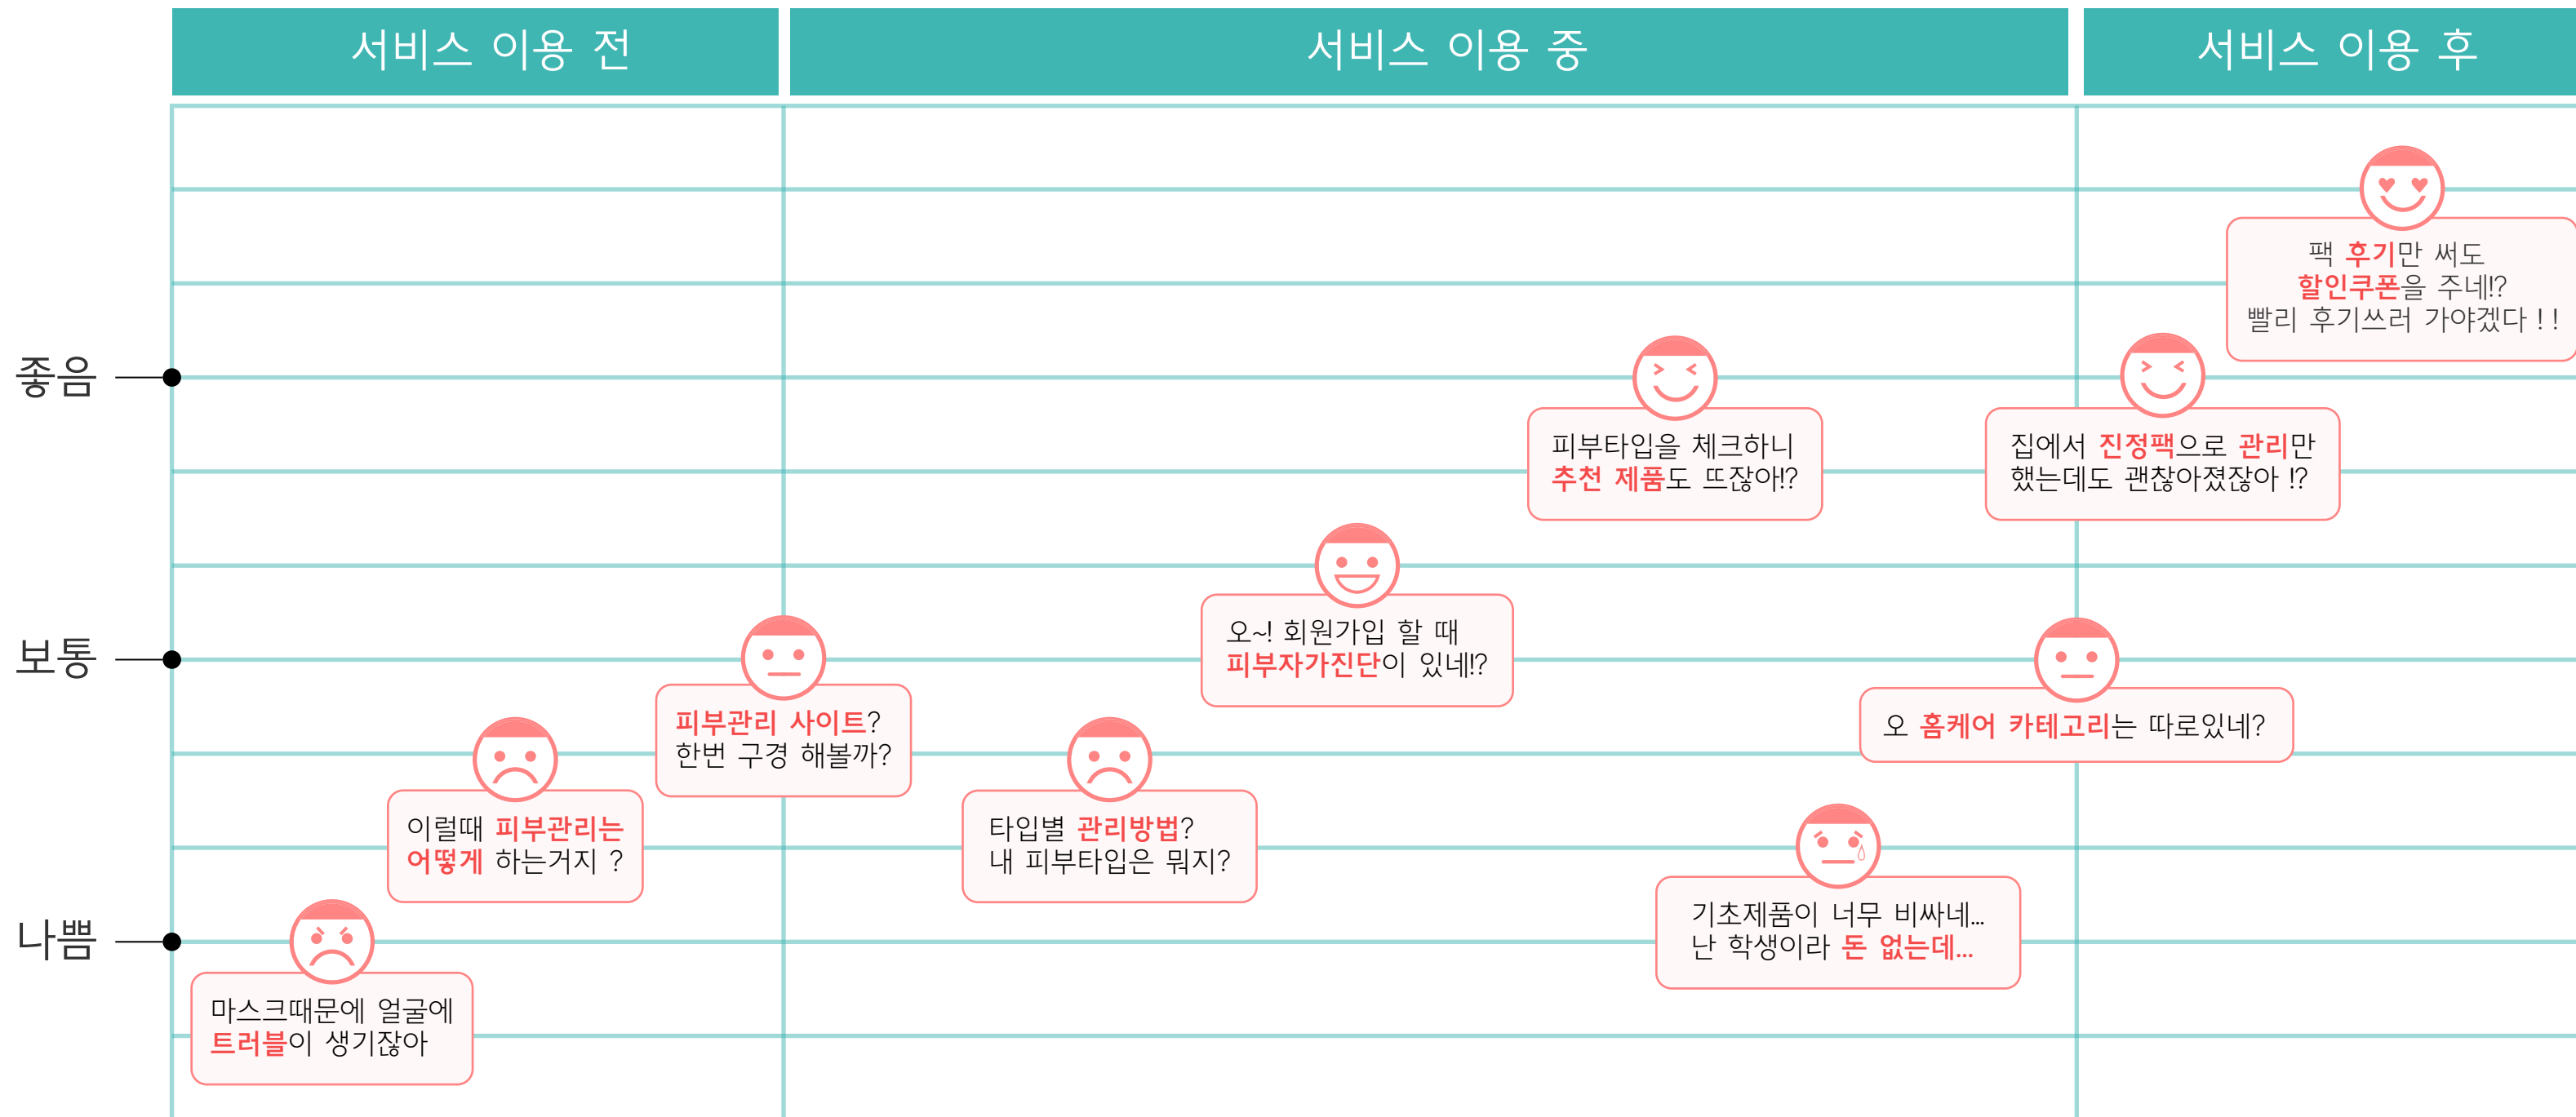 서비스 이용 전
서비스 이용 중
서비스 이용 후
좋음
보통
나쁨
마스크때문에 얼굴에
트러블이 생기잖아
이럴때 피부관리는
어떻게 하는거지 ?
피부관리 사이트?
한번 구경 해볼까?
타입별 관리방법?
내 피부타입은 뭐지?
오~! 회원가입 할 때
피부자가진단이 있네!?
피부타입을 체크하니
추천 제품도 뜨잖아!?
기초제품이 너무 비싸네...
난 학생이라 돈 없는데...
오 홈케어 카테고리는 따로있네?
집에서 진정팩으로 관리만
했는데도 괜찮아졌잖아 !?
팩 후기만 써도
할인쿠폰을 주네!?
빨리 후기쓰러 가야겠다 ! !